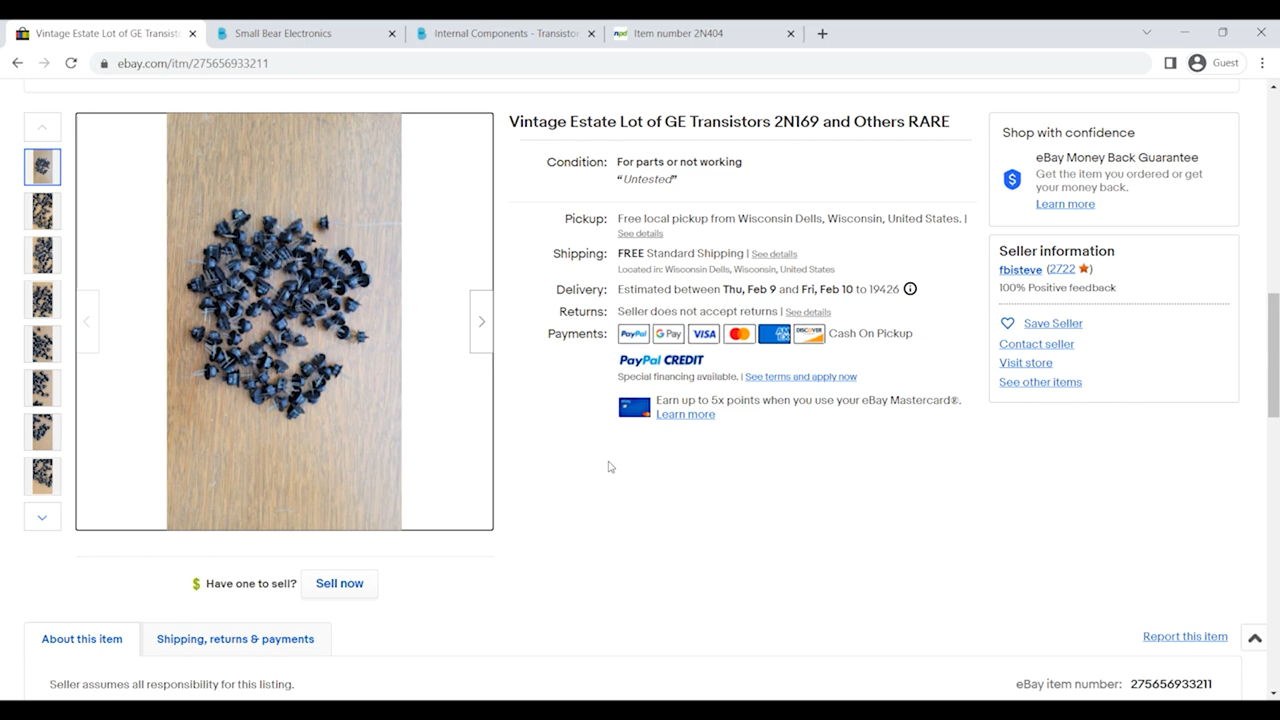 Vintage Estate Lot of GE Transist
Small Bear Electronics
Internal Components - Transisto
npd
Item number 2N404
ebay.com/itm/275656933211
Guest
Vintage Estate Lot of GE Transistors 2N169 and Others RARE
Condition: For parts or not working
“Untested”
Pickup: Free local pickup from Wisconsin Dells, Wisconsin, United States. |
See details
Shipping: FREE Standard Shipping | See details
Located in: Wisconsin Dells, Wisconsin, United States
Delivery: Estimated between Thu, Feb 9 and Fri, Feb 10 to 19426
Returns: Seller does not accept returns | See details
Payments: PayPal G Pay VISA AM EX DISCOVER Cash On Pickup
PayPal CREDIT
Special financing available. | See terms and apply now
Earn up to 5x points when you use your eBay Mastercard®.
Learn more
Shop with confidence
eBay Money Back Guarantee
Get the item you ordered or get
your money back.
Learn more
Seller information
fbisteve (2722 )
100% Positive feedback
Save Seller
Contact seller
Visit store
See other items
$ Have one to sell? Sell now
About this item
Shipping, returns & payments
Report this item
Seller assumes all responsibility for this listing.
eBay item number: 275656933211